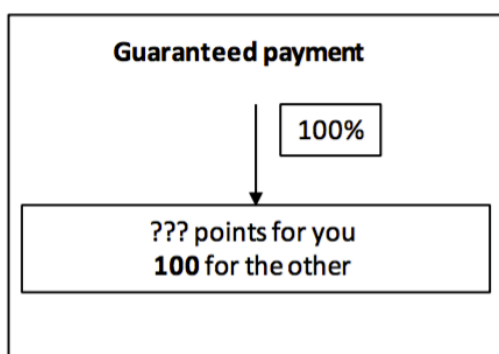 Guaranteed payment
100%
??? points for you
100 for the other